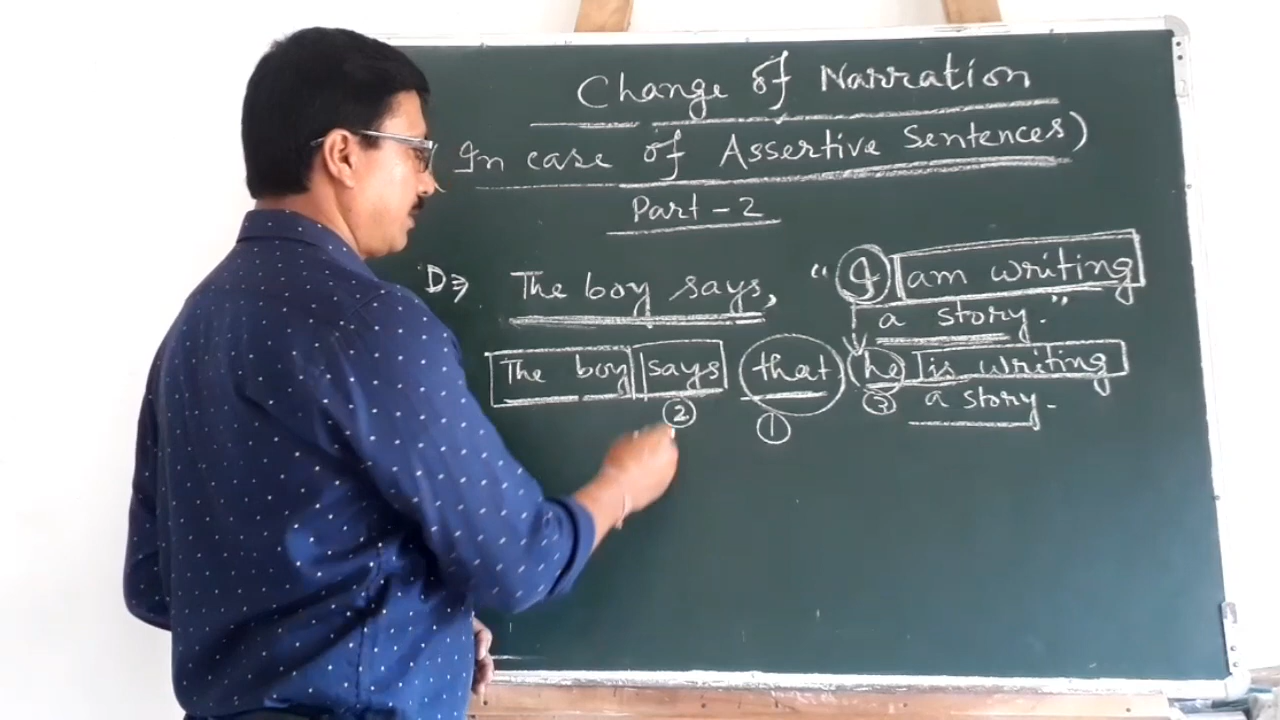 Change of Narration
(In case of Assertive Sentences)
Part - 2
D⇒ The boy says, “I am writing
a story.”
The boy says that he is writing
a story.
② ① ③